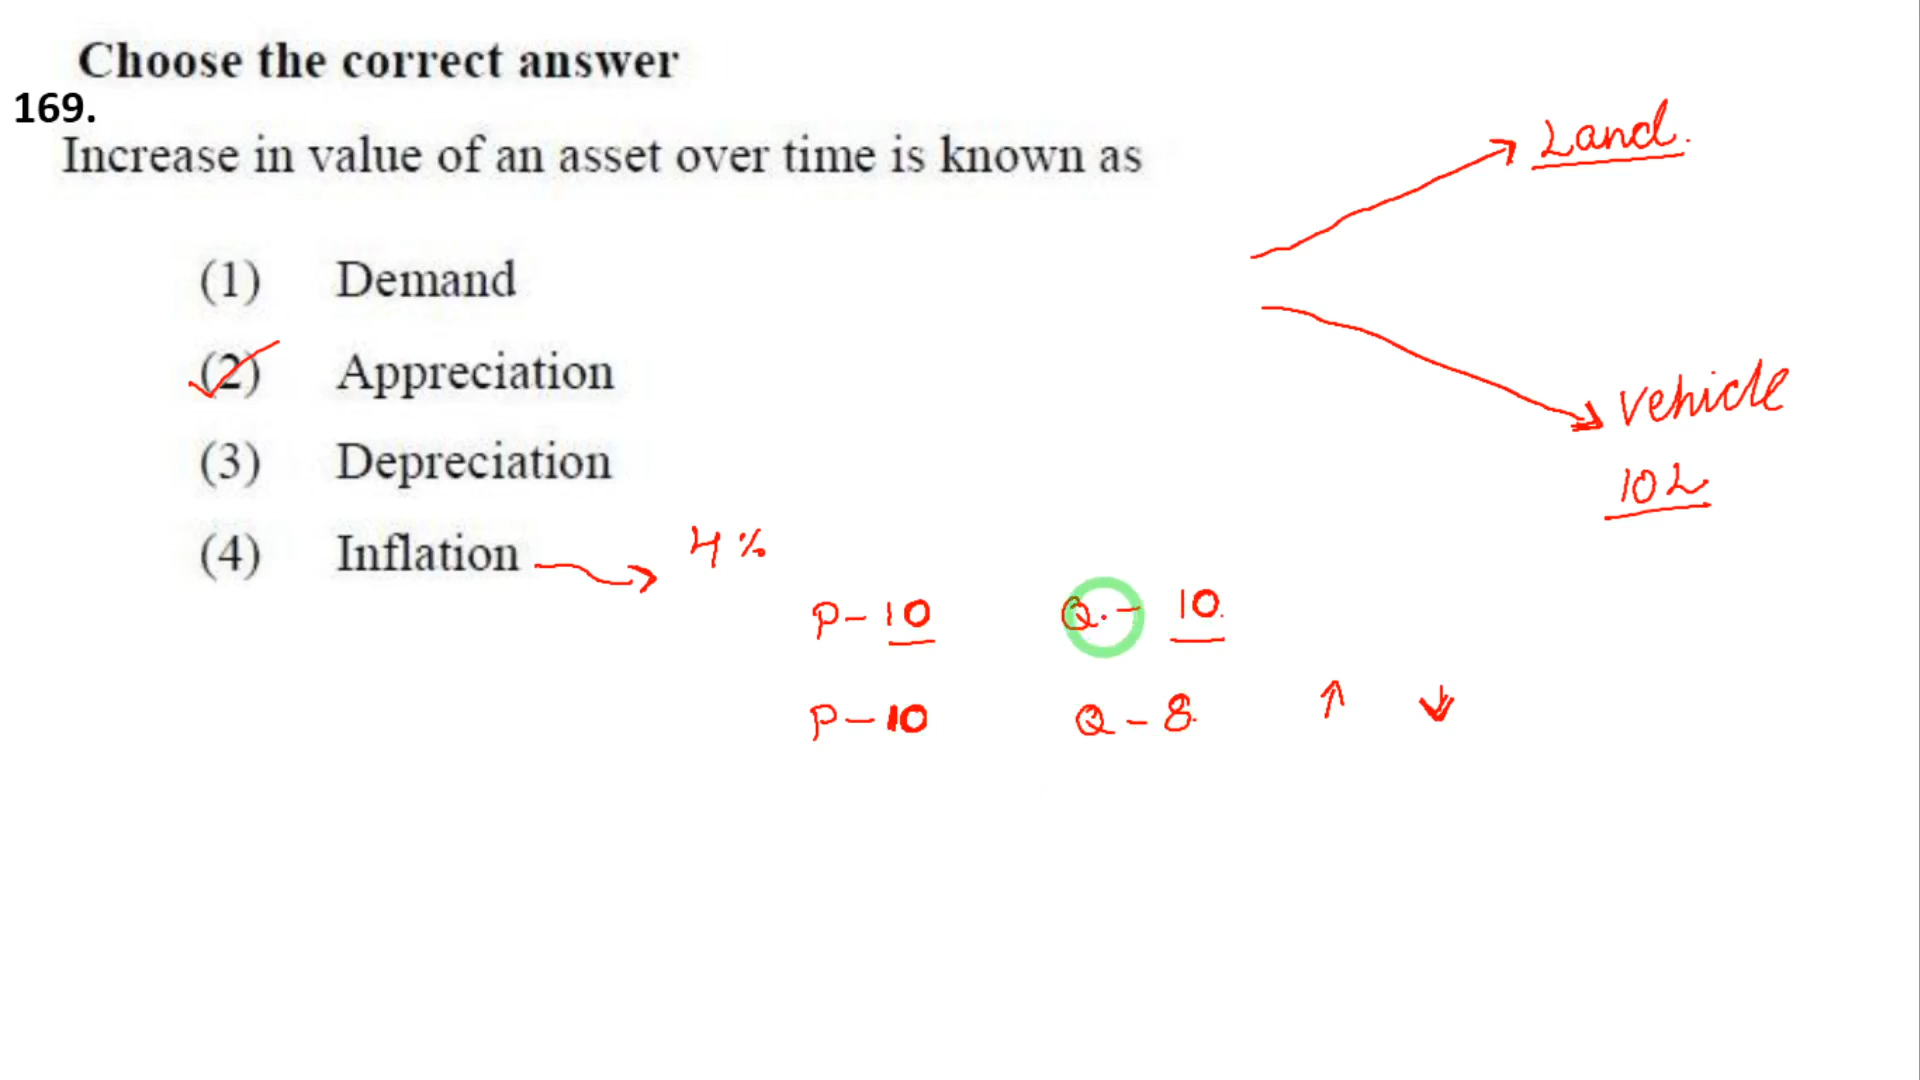 Choose the correct answer
169.
Increase in value of an asset over time is known as
Land.
(1) Demand
(2) Appreciation
vehicle
(3) Depreciation
10L
(4) Inflation 4%
P-10 Q.- 10.
P-10 Q-8.